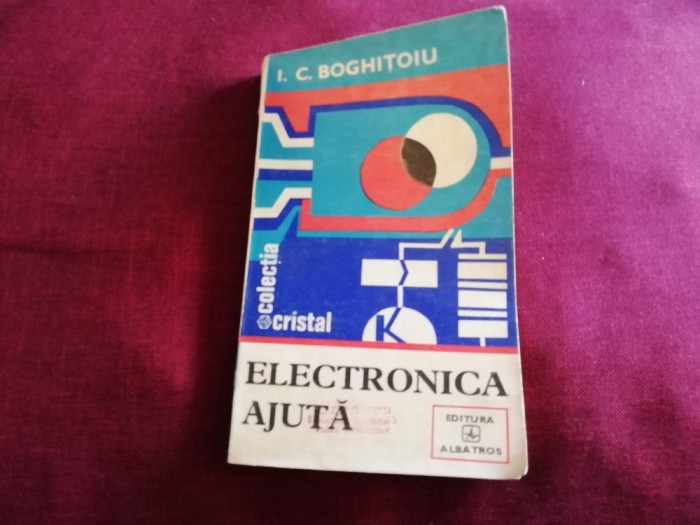 I. C. BOGHIȚOIU
colecția
cristal
K
ELECTRONICA
AJUTĂ
EDITURA
ALBATROS